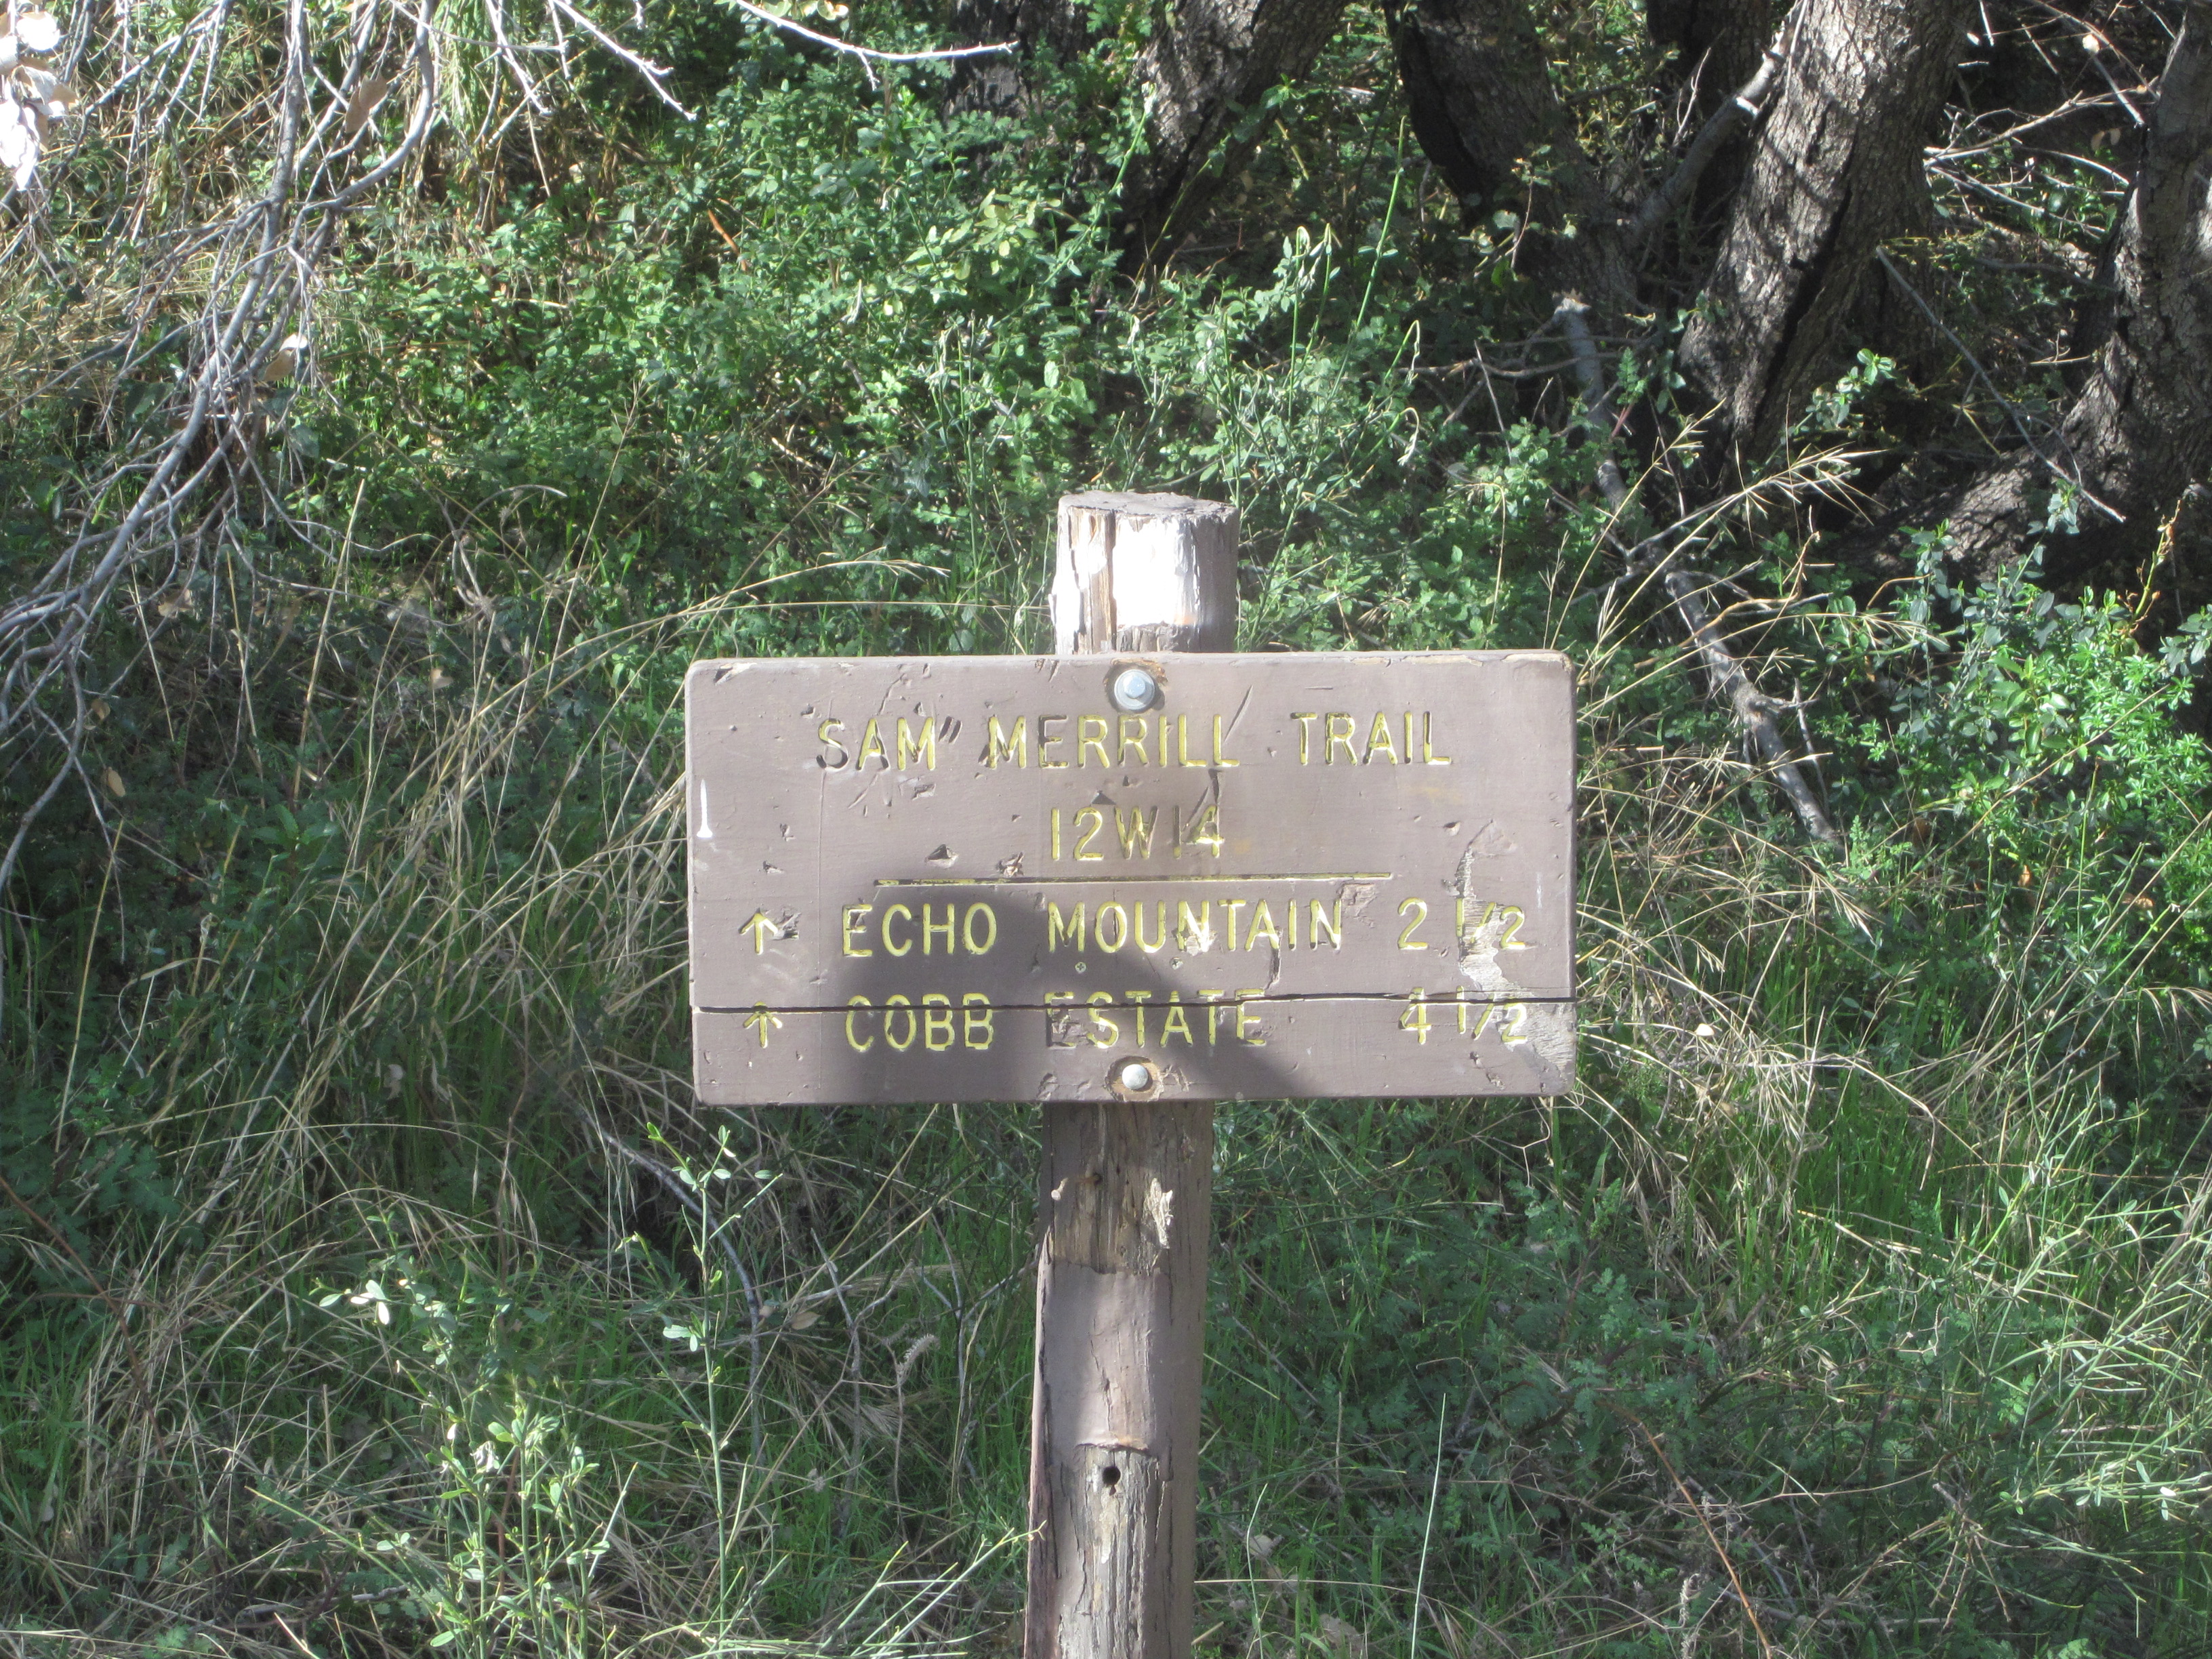 SAM MERRILL TRAIL
12W14
↑ ECHO MOUNTAIN 2 1/2
↑ COBB ESTATE 4 1/2